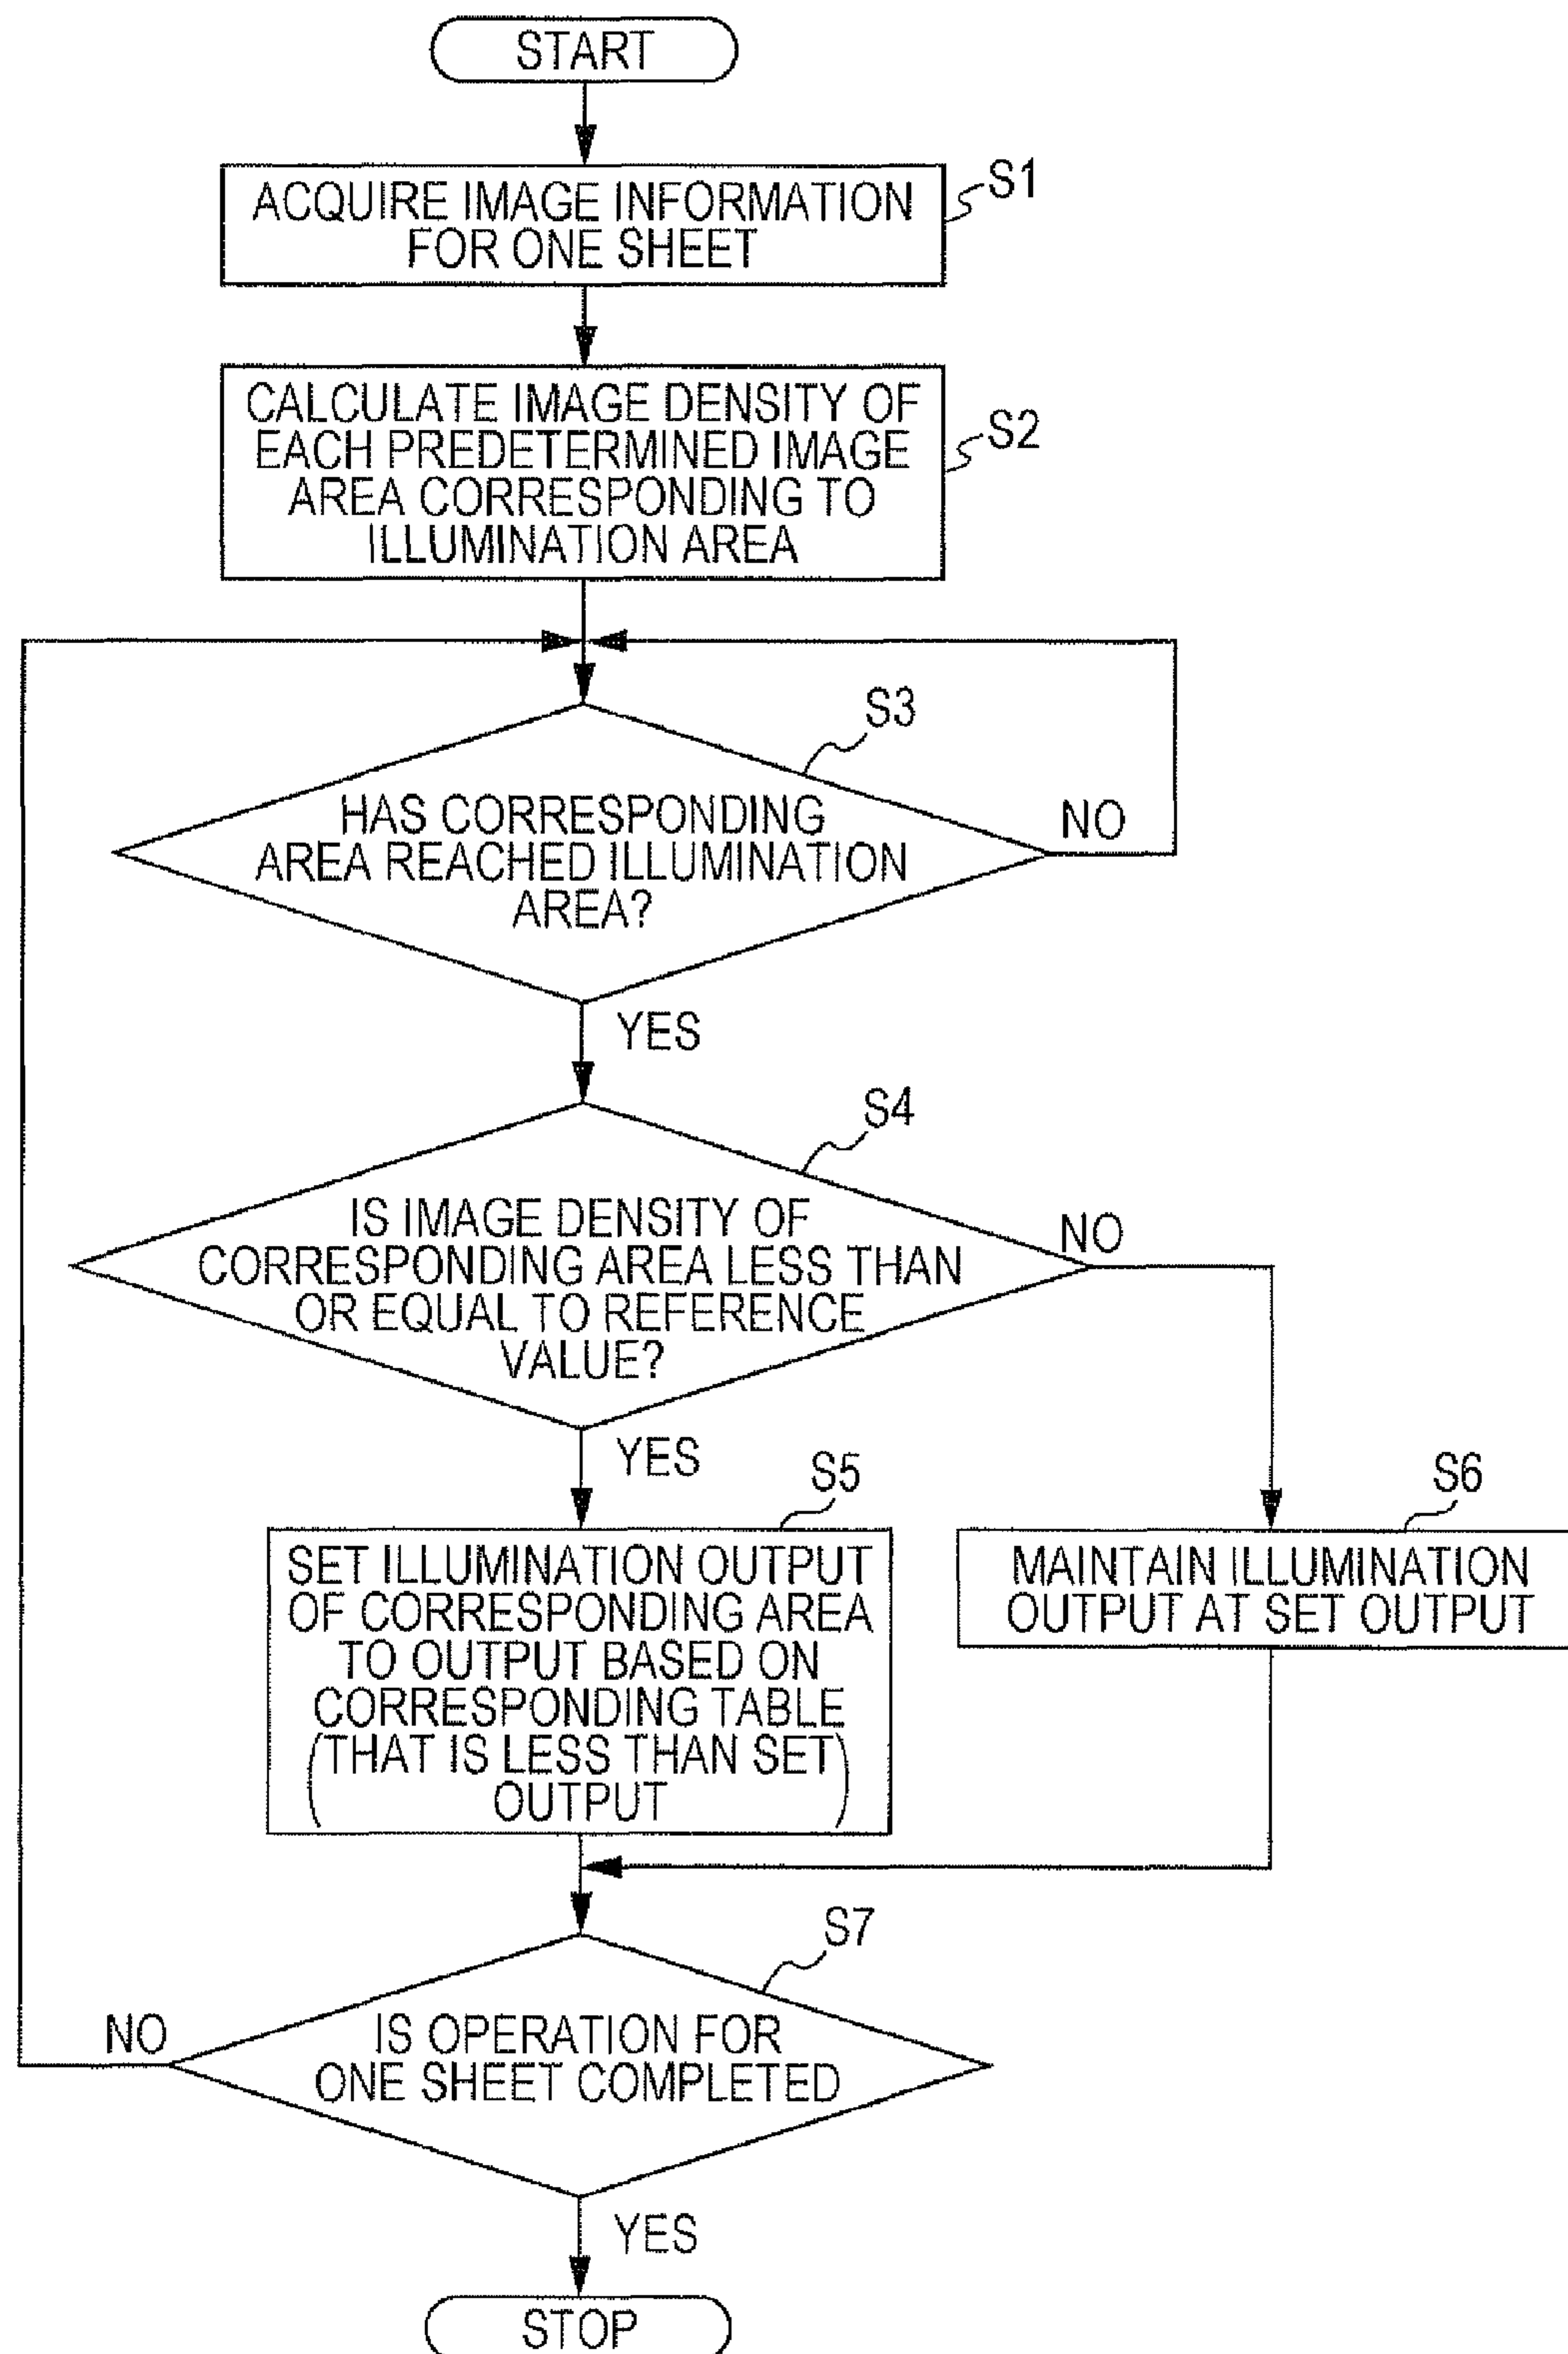 START
ACQUIRE IMAGE INFORMATION
FOR ONE SHEET
S1
CALCULATE IMAGE DENSITY OF
EACH PREDETERMINED IMAGE
AREA CORRESPONDING TO
ILLUMINATION AREA
S2
S3
HAS CORRESPONDING
AREA REACHED ILLUMINATION
AREA?
NO
YES
S4
IS IMAGE DENSITY OF
CORRESPONDING AREA LESS THAN
OR EQUAL TO REFERENCE
VALUE?
NO
YES
S5
SET ILLUMINATION OUTPUT
OF CORRESPONDING AREA
TO OUTPUT BASED ON
CORRESPONDING TABLE
(THAT IS LESS THAN SET
OUTPUT)
S6
MAINTAIN ILLUMINATION
OUTPUT AT SET OUTPUT
S7
IS OPERATION FOR
ONE SHEET COMPLETED
NO
YES
STOP